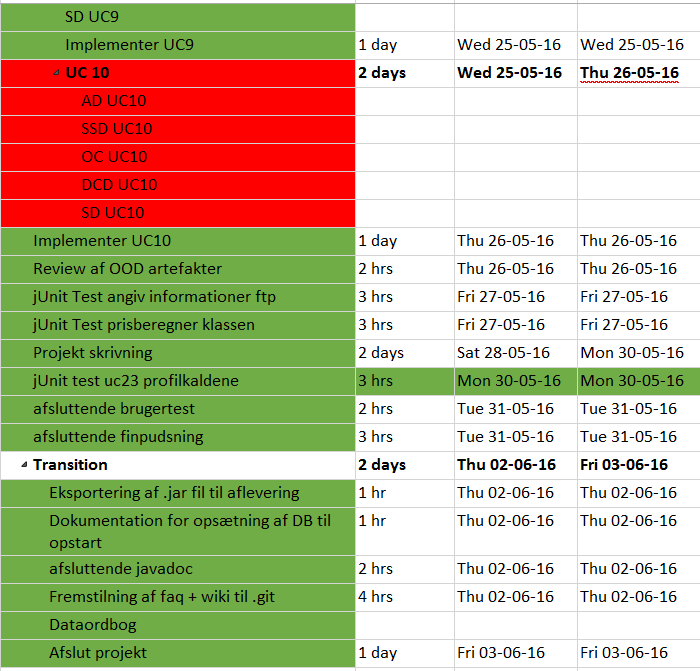 SD UC9
Implementer UC9 1 day Wed 25-05-16 Wed 25-05-16
UC 10 2 days Wed 25-05-16 Thu 26-05-16
AD UC10
SSD UC10
OC UC10
DCD UC10
SD UC10
Implementer UC10 1 day Thu 26-05-16 Thu 26-05-16
Review af OOD artefakter 2 hrs Thu 26-05-16 Thu 26-05-16
jUnit Test angiv informationer ftp 3 hrs Fri 27-05-16 Fri 27-05-16
jUnit Test prisberegner klassen 3 hrs Fri 27-05-16 Fri 27-05-16
Projekt skrivning 2 days Sat 28-05-16 Mon 30-05-16
jUnit test uc23 profilkaldene 3 hrs Mon 30-05-16 Mon 30-05-16
afsluttende brugertest 2 hrs Tue 31-05-16 Tue 31-05-16
afsluttende finpudsning 3 hrs Tue 31-05-16 Tue 31-05-16
Transition 2 days Thu 02-06-16 Fri 03-06-16
Eksportering af .jar fil til aflevering 1 hr Thu 02-06-16 Thu 02-06-16
Dokumentation for opsætning af DB til 1 hr Thu 02-06-16 Thu 02-06-16
opstart
afsluttende javadoc 2 hrs Thu 02-06-16 Thu 02-06-16
Fremstilning af faq + wiki til .git 4 hrs Thu 02-06-16 Thu 02-06-16
Dataordbog
Afslut projekt 1 day Fri 03-06-16 Fri 03-06-16